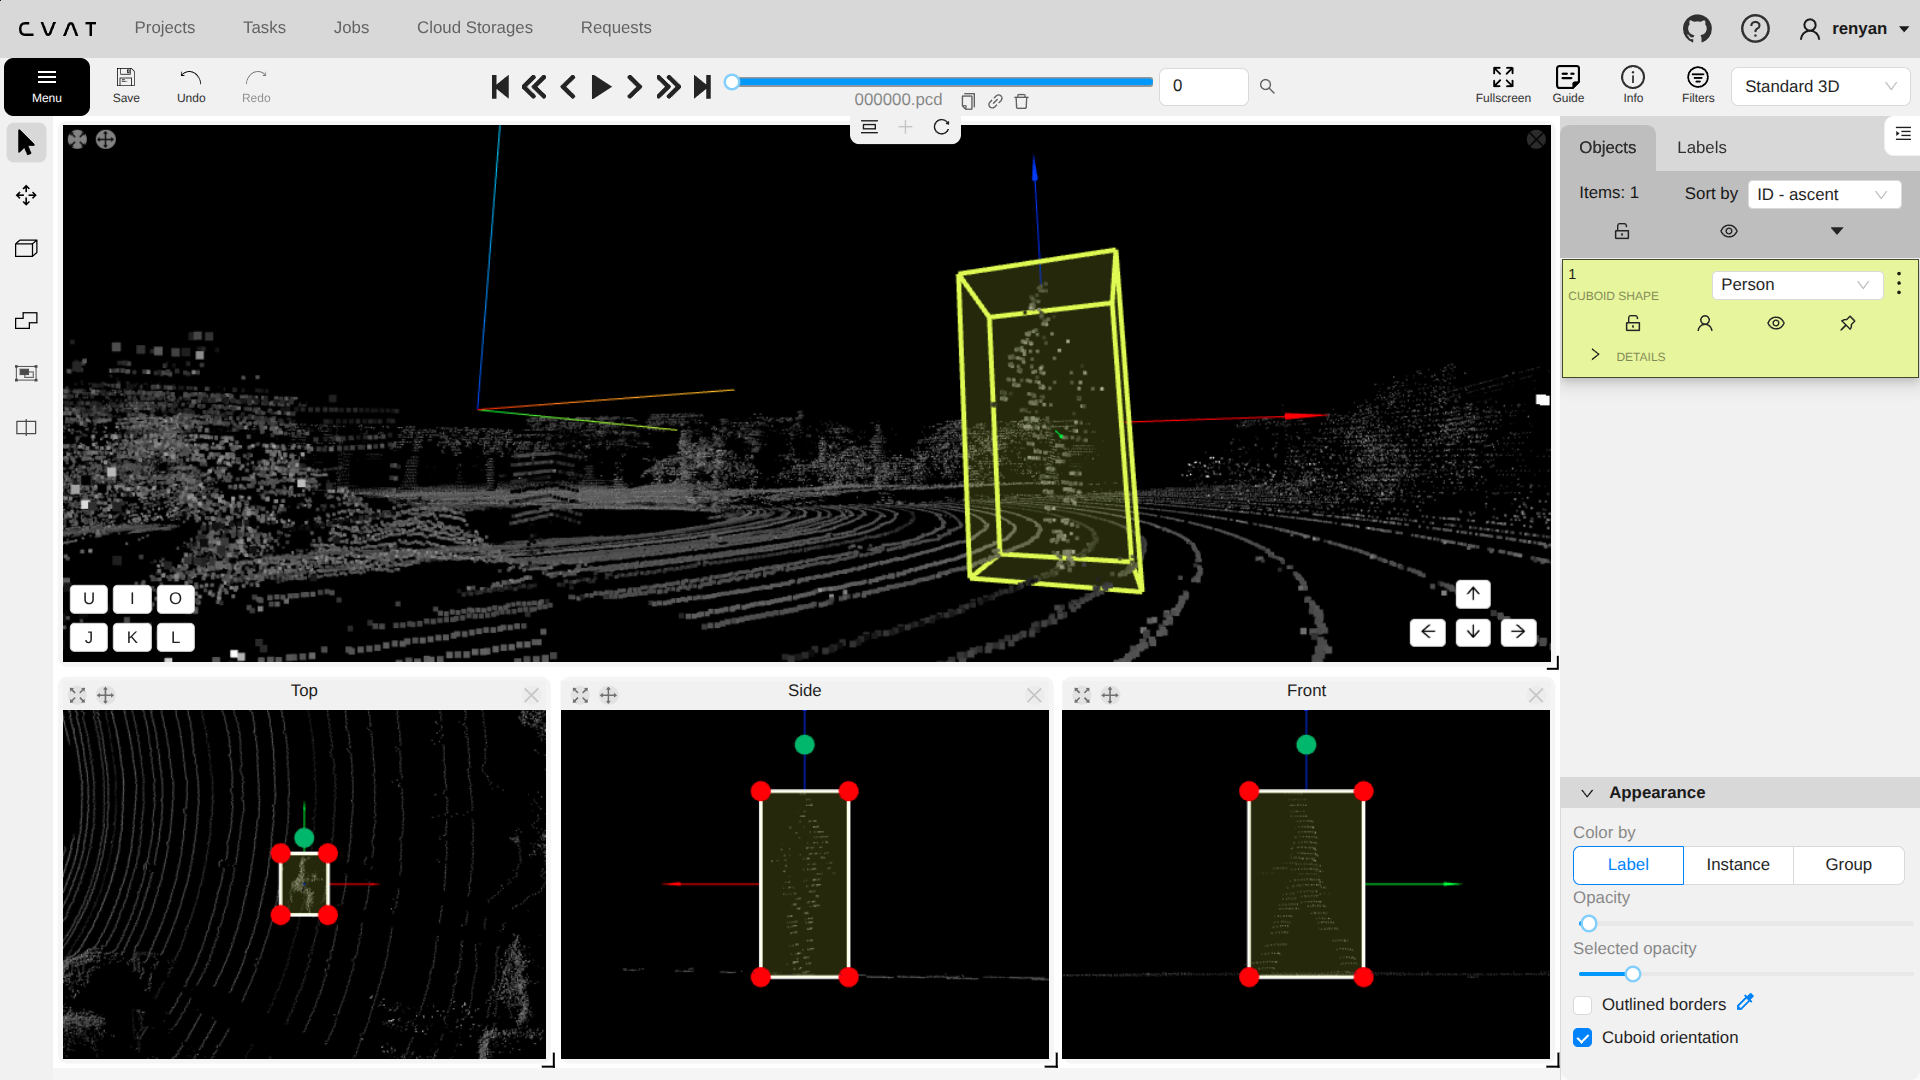 CVAT Projects Tasks Jobs Cloud Storages Requests renyan
Menu Save Undo Redo 000000.pcd 0 Fullscreen Guide Info Filters Standard 3D
Objects Labels
Items: 1 Sort by ID - ascent
1
CUBOID SHAPE Person
DETAILS
U I O
J K L
Top Side Front
Appearance
Color by
Label Instance Group
Opacity
Selected opacity
Outlined borders
Cuboid orientation